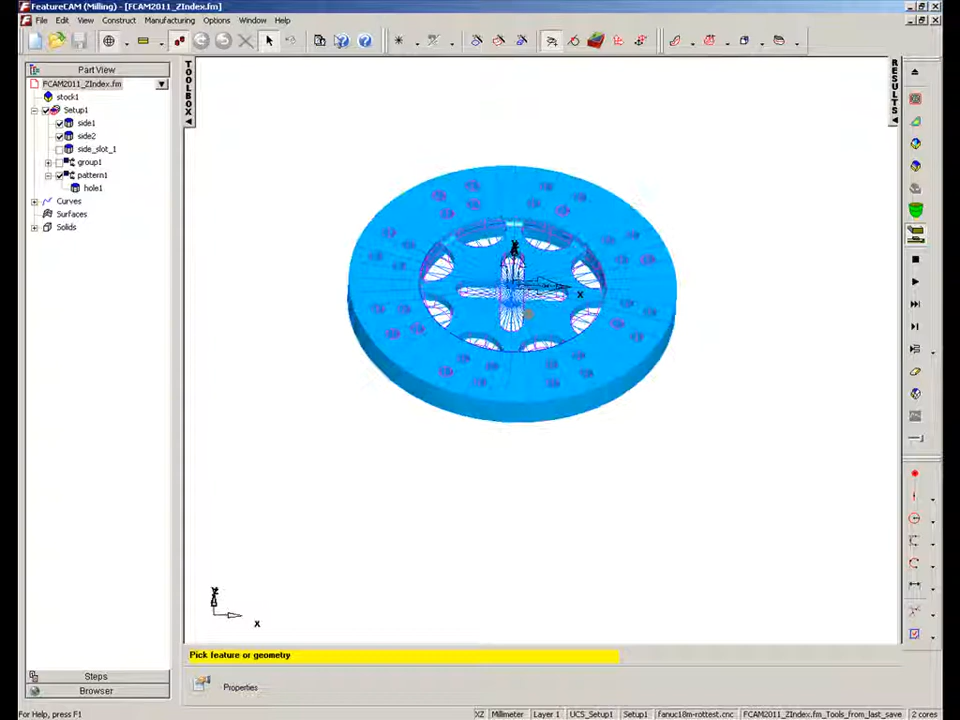 FeatureCAM (Milling) - [FCAM2011_ZIndex.fm]
File Edit View Construct Manufacturing Options Window Help
Part View
FCAM2011_ZIndex.fm
stock1
Setup1
side1
side2
side_slot_1
group1
pattern1
hole1
Curves
Surfaces
Solids
TOOLBOX
RESULTS
X
X
Pick feature or geometry
Steps
Properties
Browser
For Help, press F1
XZ Millimeter Layer 1 UCS_Setup1 Setup1 fanuc18m-rottest.cnc FCAM2011_ZIndex.fm_Tools_from_last_save 2 cores